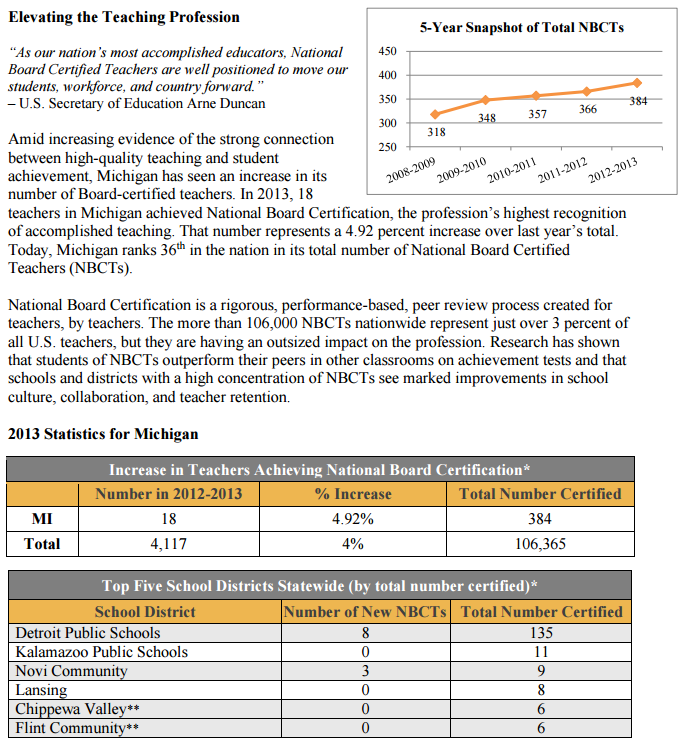 Elevating the Teaching Profession
“As our nation’s most accomplished educators, National
Board Certified Teachers are well positioned to move our
students, workforce, and country forward.”
– U.S. Secretary of Education Arne Duncan
5-Year Snapshot of Total NBCTs
450
400
350
300
250
318
348
357
366
384
2008-2009
2009-2010
2010-2011
2011-2012
2012-2013
Amid increasing evidence of the strong connection
between high-quality teaching and student
achievement, Michigan has seen an increase in its
number of Board-certified teachers. In 2013, 18
teachers in Michigan achieved National Board Certification, the profession’s highest recognition
of accomplished teaching. That number represents a 4.92 percent increase over last year’s total.
Today, Michigan ranks 36th in the nation in its total number of National Board Certified
Teachers (NBCTs).
National Board Certification is a rigorous, performance-based, peer review process created for
teachers, by teachers. The more than 106,000 NBCTs nationwide represent just over 3 percent of
all U.S. teachers, but they are having an outsized impact on the profession. Research has shown
that students of NBCTs outperform their peers in other classrooms on achievement tests and that
schools and districts with a high concentration of NBCTs see marked improvements in school
culture, collaboration, and teacher retention.
2013 Statistics for Michigan
Increase in Teachers Achieving National Board Certification*
Number in 2012-2013 % Increase Total Number Certified
MI 18 4.92% 384
Total 4,117 4% 106,365
Top Five School Districts Statewide (by total number certified)*
School District Number of New NBCTs Total Number Certified
Detroit Public Schools 8 135
Kalamazoo Public Schools 0 11
Novi Community 3 9
Lansing 0 8
Chippewa Valley** 0 6
Flint Community** 0 6